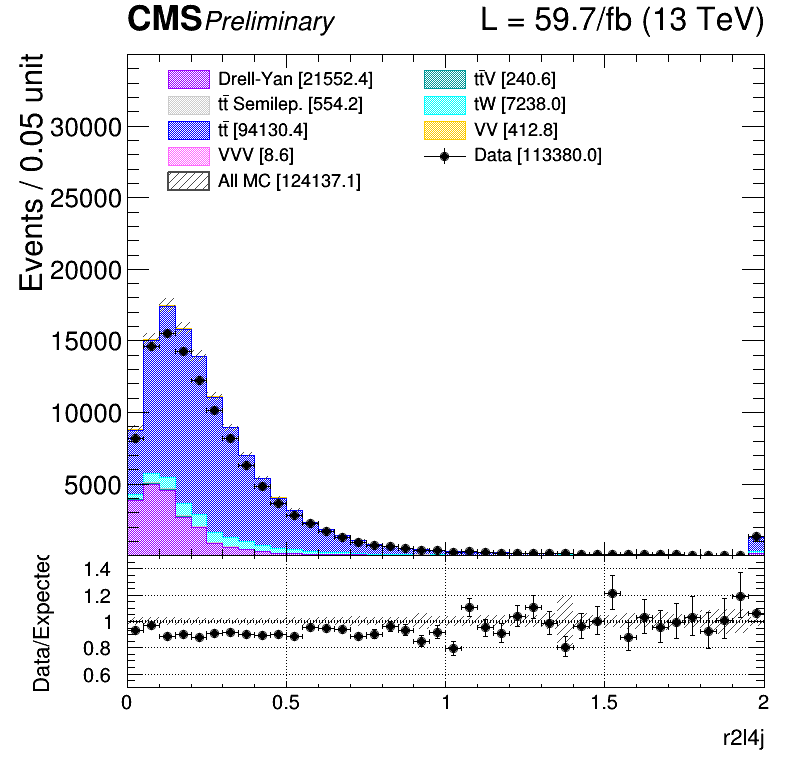 CMS Preliminary L = 59.7/fb (13 TeV)
Events / 0.05 unit
Drell-Yan [21552.4]
tt̄ Semilep. [554.2]
tt̄ [94130.4]
VVV [8.6]
All MC [124137.1]
tt̄V [240.6]
tW [7238.0]
VV [412.8]
Data [113380.0]
30000
25000
20000
15000
10000
5000
Data/Expected
1.4
1.2
1
0.8
0.6
0 0.5 1 1.5 2
r2l4j